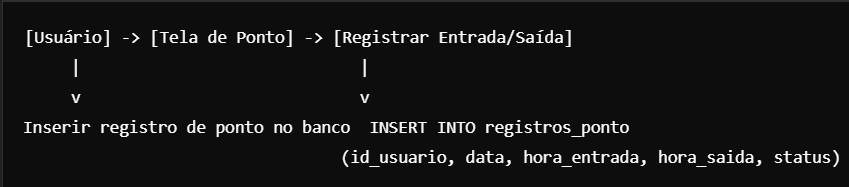 [Usuário] -> [Tela de Ponto] -> [Registrar Entrada/Saída]
| |
v v
Inserir registro de ponto no banco INSERT INTO registros_ponto
(id_usuario, data, hora_entrada, hora_saida, status)